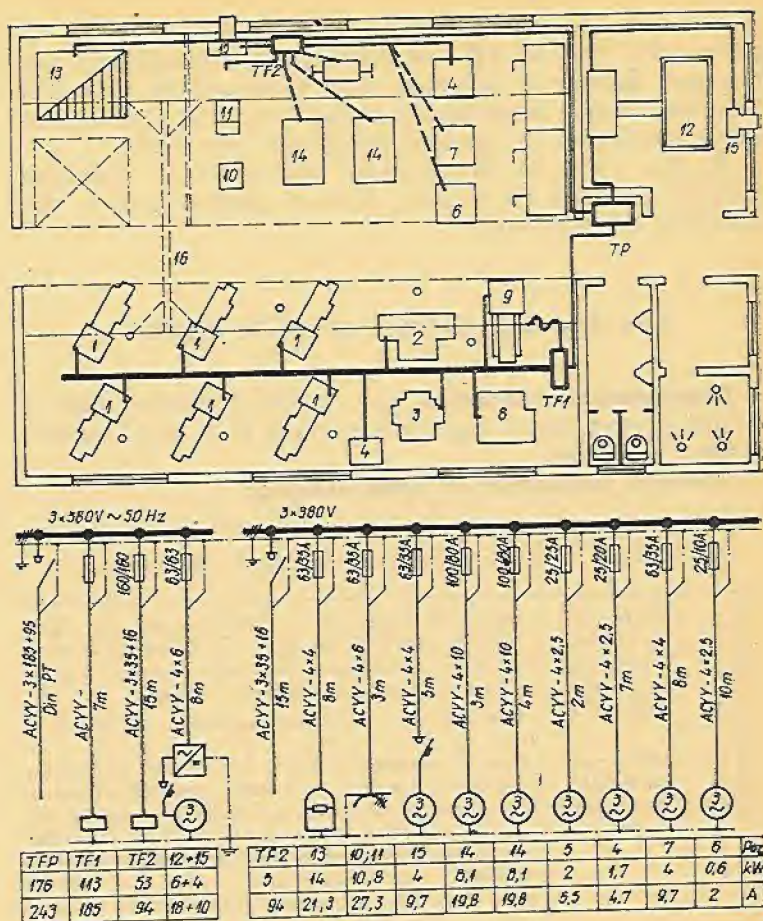 13
TF2
4
11
14
14
7
12
15
10
6
TP
16
9
1
1
1
2
TF1
1
1
1
3
8
4
3×380V ~ 50 Hz
3×380V
160/160
63/63
63/35A
63/35A
63/35A
100/80A
25/25A
25/20A
63/35A
25/10A
ACYY-3×185+95
Din PT
ACYY-
7m
ACYY-3×35+16
15m
ACYY-4×6
8m
ACYY-3×35+16
15m
ACYY-4×4
8m
ACYY-4×6
3m
ACYY-4×4
5m
ACYY-4×10
3m
ACYY-4×10
4m
ACYY-4×2,5
2m
ACYY-4×2,5
7m
ACYY-4×4
8m
ACYY-4×2,5
10m
3~
3~
3~
3~
3~
3~
3~
3~
TFP TF1 TF2 12+15
176 113 53 6+4
243 185 94 18+10
TF2 13 10;11 15 14 14 5 4 7 6 Poz
14 10,8 4 8,1 8,1 2 1,7 4 0,6 kW
94 21,3 27,3 9,7 19,8 19,8 5,5 4,7 9,7 2 A